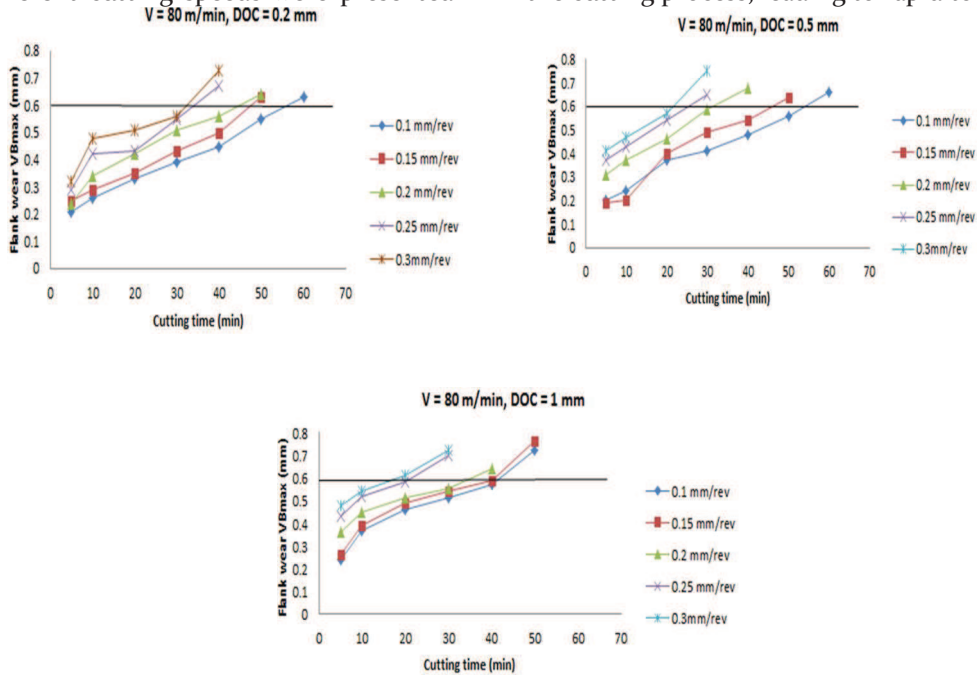 V = 80 m/min, DOC = 0.2 mm
Flank wear VBmax (mm)
0.8
0.7
0.6
0.5
0.4
0.3
0.2
0.1
0
0 10 20 30 40 50 60 70
Cutting time (min)
0.1 mm/rev
0.15 mm/rev
0.2 mm/rev
0.25 mm/rev
0.3mm/rev
V = 80 m/min, DOC = 0.5 mm
Flank wear VBmax (mm)
0.8
0.7
0.6
0.5
0.4
0.3
0.2
0.1
0
0 10 20 30 40 50 60 70
Cutting time (min)
0.1 mm/rev
0.15 mm/rev
0.2 mm/rev
0.25 mm/rev
0.3mm/rev
V = 80 m/min, DOC = 1 mm
Flank wear VBmax (mm)
0.8
0.7
0.6
0.5
0.4
0.3
0.2
0.1
0
0 10 20 30 40 50 60 70
Cutting time (min)
0.1 mm/rev
0.15 mm/rev
0.2 mm/rev
0.25 mm/rev
0.3mm/rev